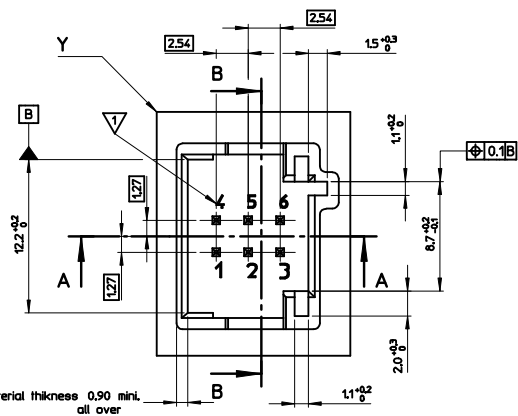 2.54
2.54
1.5 +0.3 0
Y
B
B
1
1.1 +0.2 0
⌖ 0.1 B
4 5 6
1.27
12.2 +0.2 0
8.7 +0.2 -0.1
1 2 3
A
A
1.27
2.0 +0.3 0
erial thikness 0,90 mini.
all over
B
1.1 +0.2 0